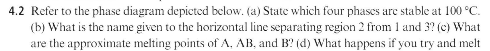 4.2 Refer to the phase diagram depicted below. (a) State which four phases are stable at 100 °C.
(b) What is the name given to the horizontal line separating region 2 from 1 and 3? (c) What
are the approximate melting points of A, AB, and B? (d) What happens if you try and melt